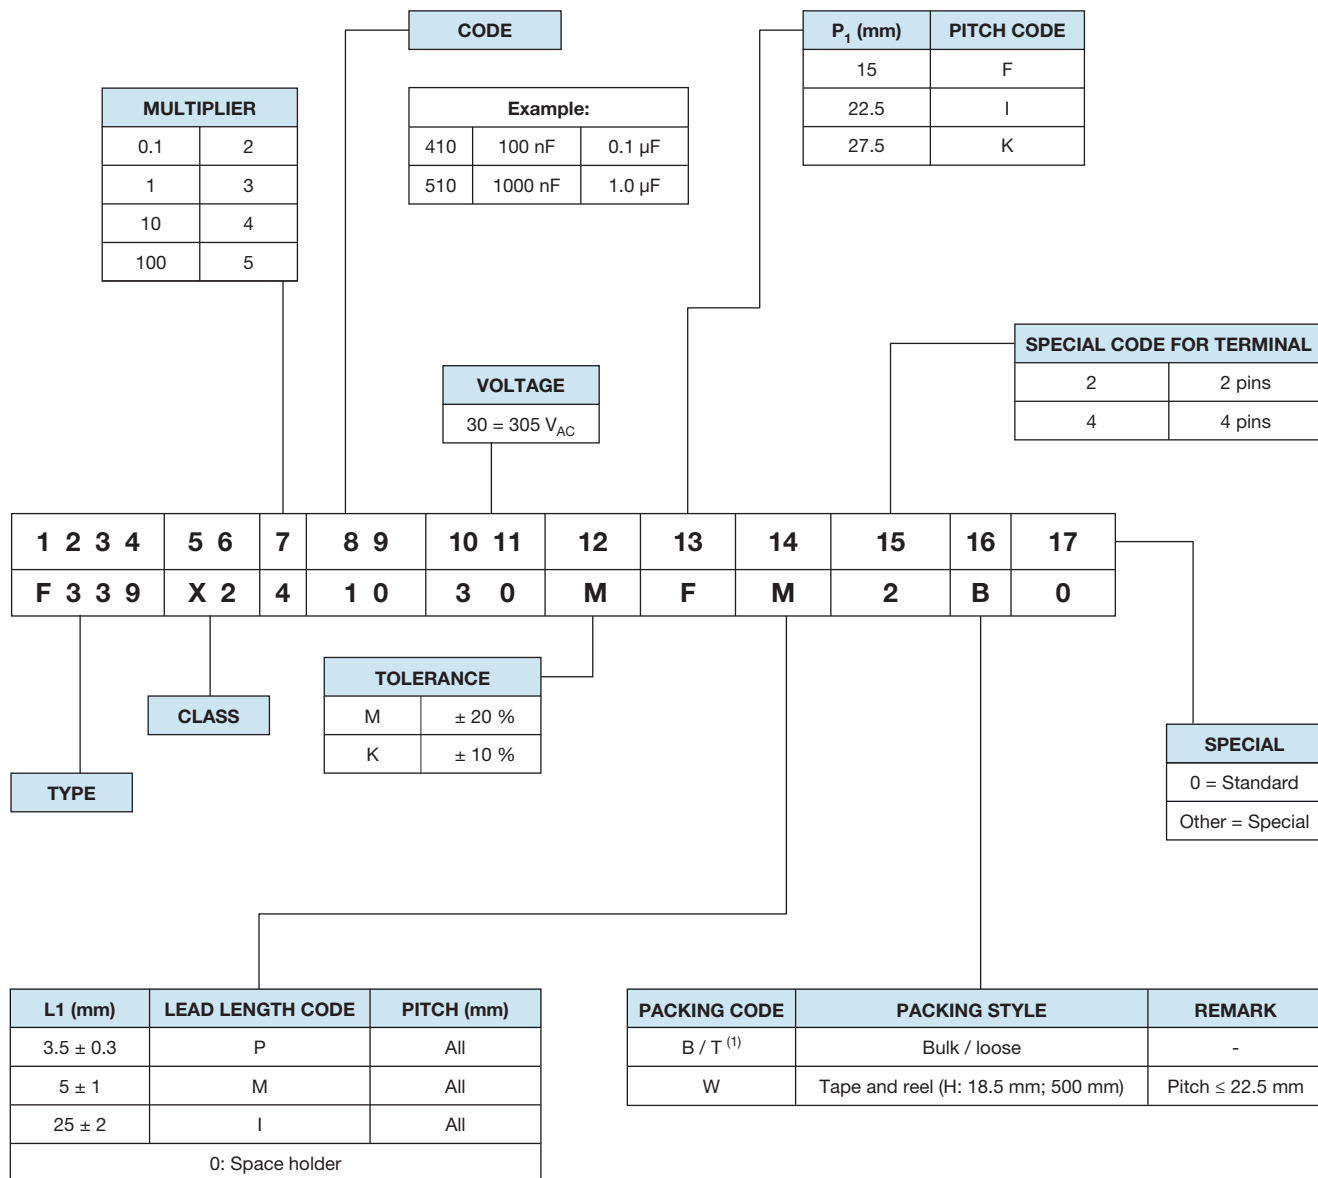 CODE
P1 (mm) PITCH CODE
15 F
22.5 I
27.5 K
MULTIPLIER
0.1 2
1 3
10 4
100 5
Example:
410 100 nF 0.1 µF
510 1000 nF 1.0 µF
SPECIAL CODE FOR TERMINAL
2 2 pins
4 4 pins
VOLTAGE
30 = 305 VAC
1 2 3 4 5 6 7 8 9 10 11 12 13 14 15 16 17
F 3 3 9 X 2 4 1 0 3 0 M F M 2 B 0
TOLERANCE
M ± 20 %
K ± 10 %
CLASS
TYPE
SPECIAL
0 = Standard
Other = Special
L1 (mm) LEAD LENGTH CODE PITCH (mm)
3.5 ± 0.3 P All
5 ± 1 M All
25 ± 2 I All
0: Space holder
PACKING CODE PACKING STYLE REMARK
B / T (1) Bulk / loose -
W Tape and reel (H: 18.5 mm; 500 mm) Pitch ≤ 22.5 mm